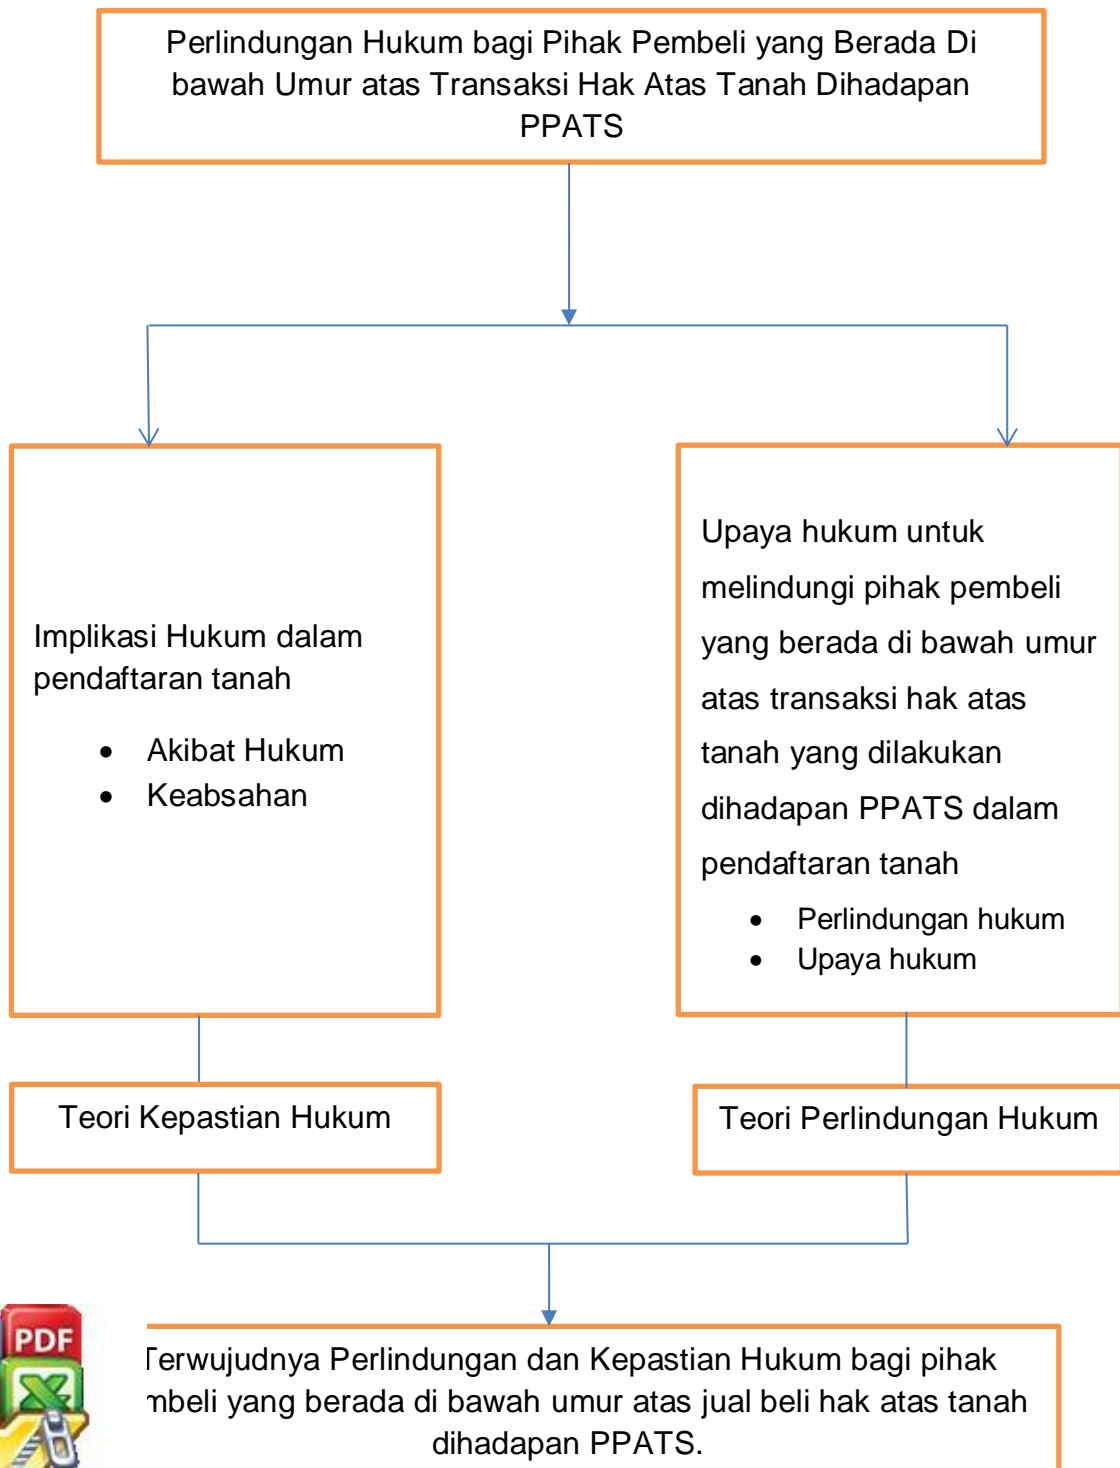 Perlindungan Hukum bagi Pihak Pembeli yang Berada Di
bawah Umur atas Transaksi Hak Atas Tanah Dihadapan
PPATS
Implikasi Hukum dalam
pendaftaran tanah
• Akibat Hukum
• Keabsahan
Upaya hukum untuk
melindungi pihak pembeli
yang berada di bawah umur
atas transaksi hak atas
tanah yang dilakukan
dihadapan PPATS dalam
pendaftaran tanah
• Perlindungan hukum
• Upaya hukum
Teori Kepastian Hukum
Teori Perlindungan Hukum
PDF
Terwujudnya Perlindungan dan Kepastian Hukum bagi pihak
mbeli yang berada di bawah umur atas jual beli hak atas tanah
dihadapan PPATS.